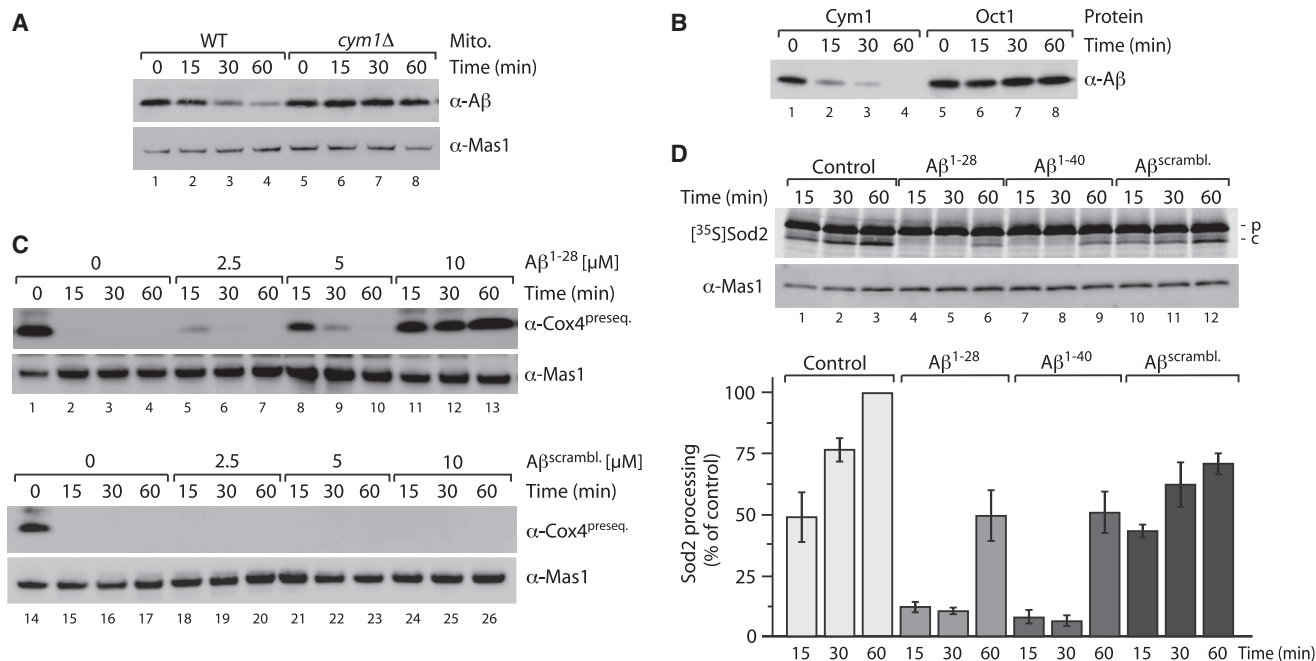 A
WT cym1Δ Mito.
0 15 30 60 0 15 30 60 Time (min)
α-Aβ
α-Mas1
1 2 3 4 5 6 7 8
B
Cym1 Oct1 Protein
0 15 30 60 0 15 30 60 Time (min)
α-Aβ
1 2 3 4 5 6 7 8
C
0 2.5 5 10 Aβ1-28 [µM]
0 15 30 60 15 30 60 15 30 60 15 30 60 Time (min)
α-Cox4preseq.
α-Mas1
1 2 3 4 5 6 7 8 9 10 11 12 13
0 2.5 5 10 Aβscrambl. [µM]
0 15 30 60 15 30 60 15 30 60 15 30 60 Time (min)
α-Cox4preseq.
α-Mas1
14 15 16 17 18 19 20 21 22 23 24 25 26
D
Control Aβ1-28 Aβ1-40 Aβscrambl.
Time (min) 15 30 60 15 30 60 15 30 60 15 30 60
[35S]Sod2 - p
- c
α-Mas1
1 2 3 4 5 6 7 8 9 10 11 12
Control Aβ1-28 Aβ1-40 Aβscrambl.
100
75
50
25
0
Sod2 processing
(% of control)
15 30 60 15 30 60 15 30 60 15 30 60 Time (min)